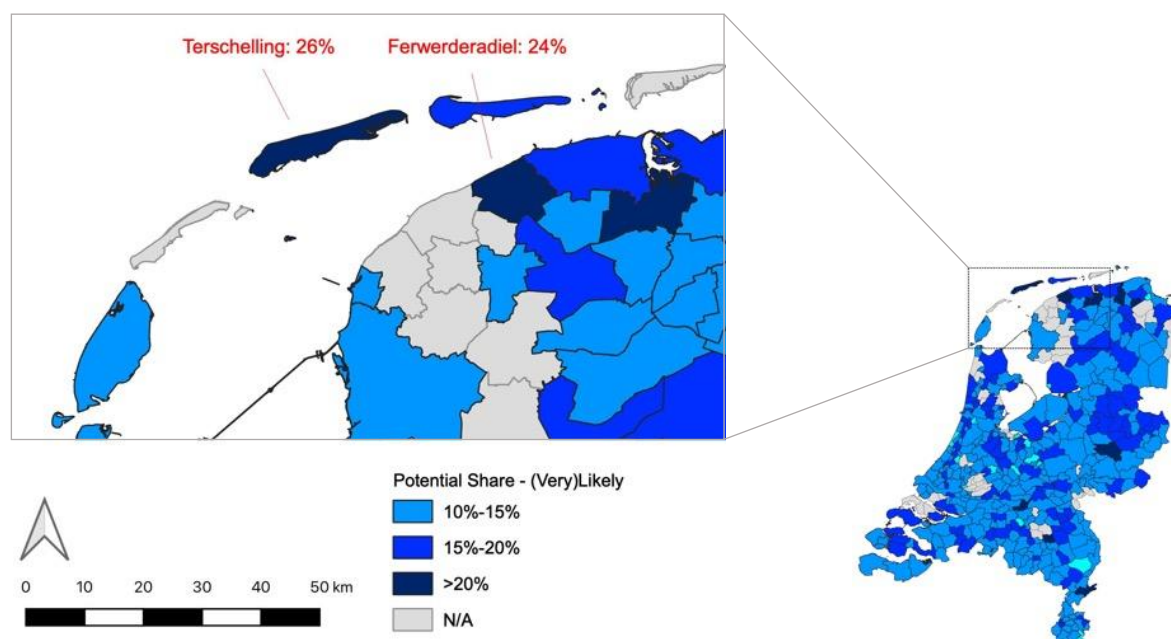 Terschelling: 26%
Ferwerderadiel: 24%
Potential Share - (Very)Likely
10%-15%
15%-20%
>20%
N/A
0 10 20 30 40 50 km